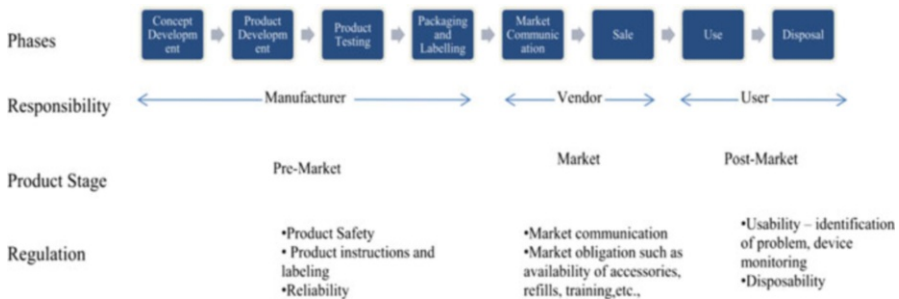 Phases
Concept
Developm
ent
Product
Developm
ent
Product
Testing
Packaging
and
Labelling
Market
Communic
ation
Sale
Use
Disposal
Responsibility
Manufacturer
Vendor
User
Product Stage
Pre-Market
Market
Post-Market
Regulation
•Product Safety
• Product instructions and
labeling
•Reliability
•Market communication
•Market obligation such as
availability of accessories,
refills, training,etc.,
•Usability – identification
of problem, device
monitoring
•Disposability